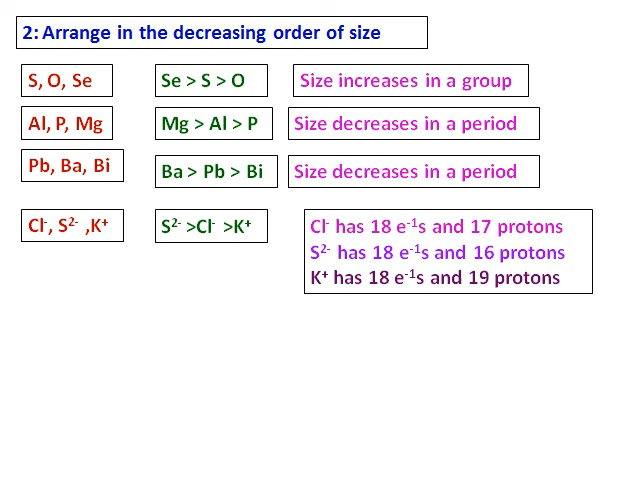 2: Arrange in the decreasing order of size
S, O, Se
Se > S > O
Size increases in a group
Al, P, Mg
Mg > Al > P
Size decreases in a period
Pb, Ba, Bi
Ba > Pb > Bi
Size decreases in a period
Cl⁻, S²⁻ ,K⁺
S²⁻ >Cl⁻ >K⁺
Cl⁻ has 18 e⁻¹s and 17 protons
S²⁻ has 18 e⁻¹s and 16 protons
K⁺ has 18 e⁻¹s and 19 protons